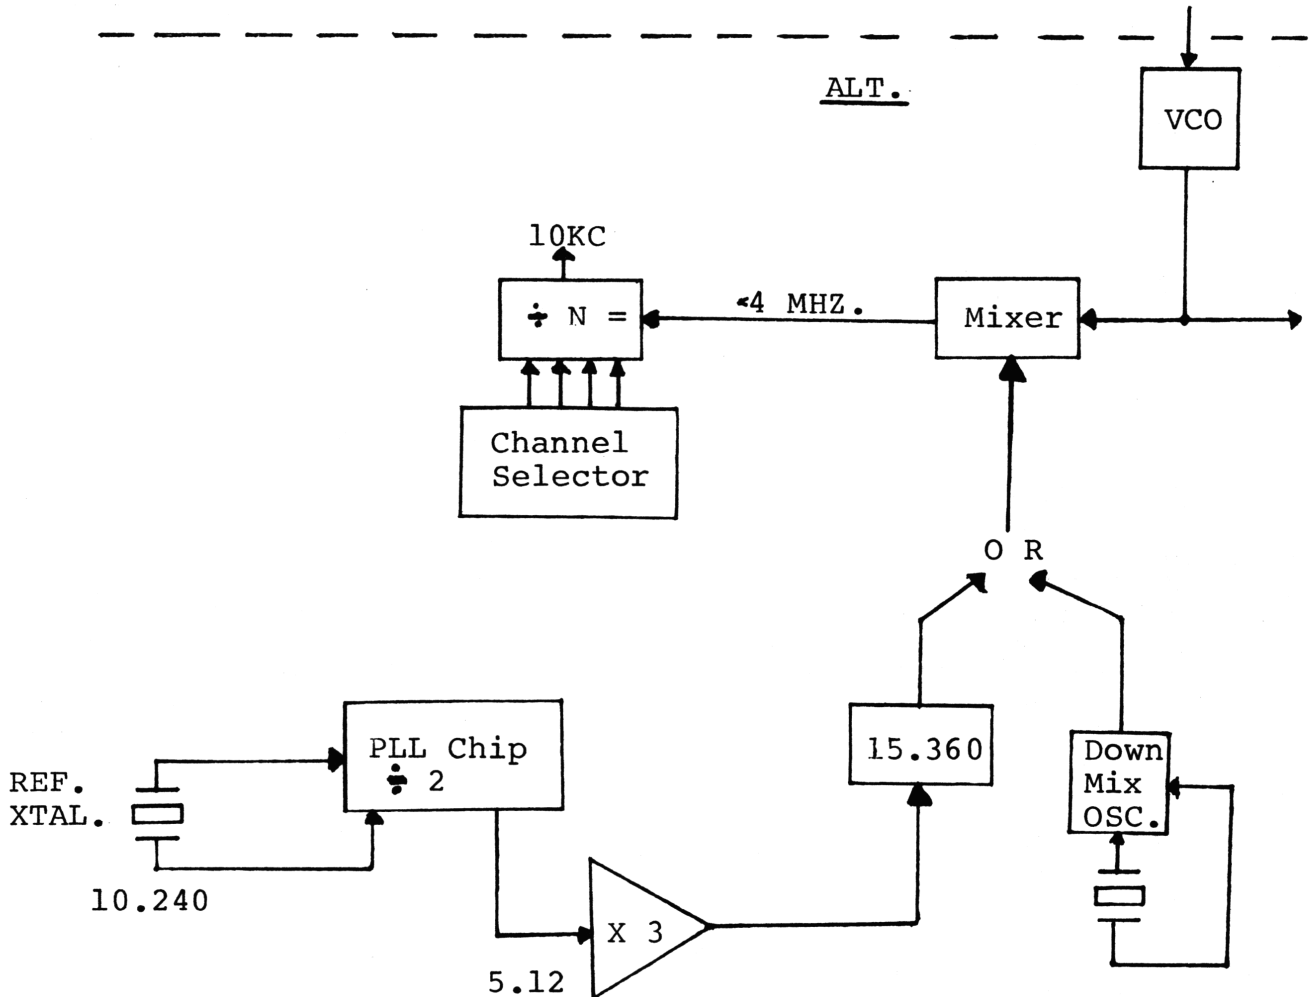 ALT.
VCO
10KC
÷ N =
<4 MHZ.
Mixer
Channel
Selector
O R
PLL Chip
÷ 2
15.360
Down
Mix
OSC.
REF.
XTAL.
10.240
X 3
5.12